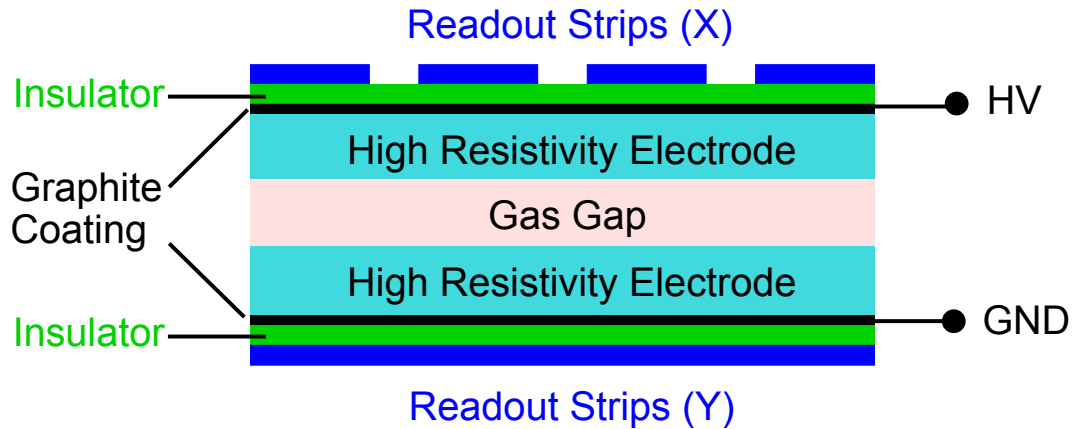 Readout Strips (X)
Insulator
HV
High Resistivity Electrode
Graphite
Coating
Gas Gap
High Resistivity Electrode
Insulator
GND
Readout Strips (Y)